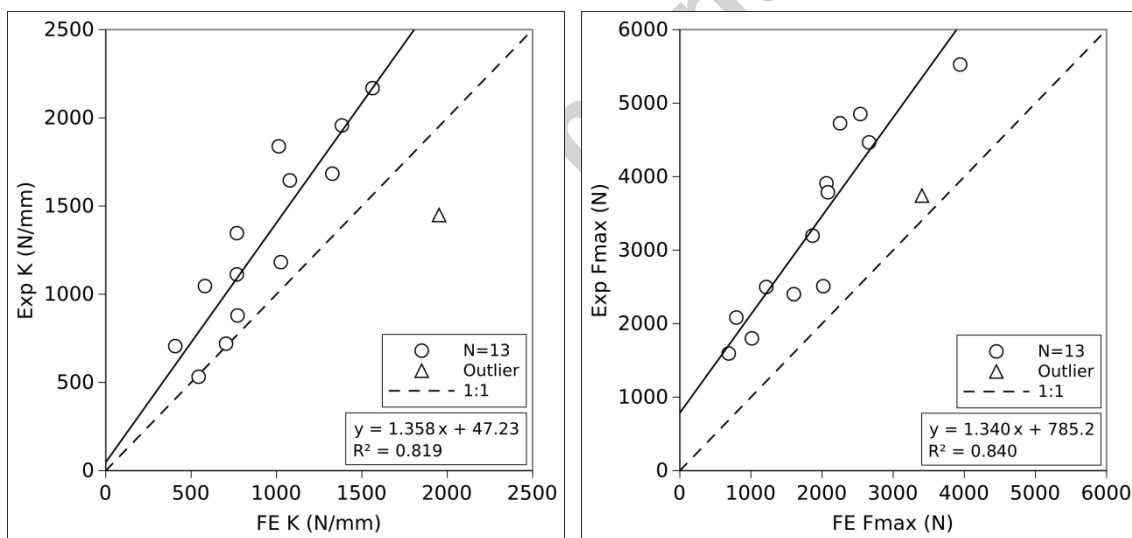 2500
2000
1500
1000
500
0
Exp K (N/mm)
N=13
Outlier
1:1
y = 1.358x + 47.23
R² = 0.819
0 500 1000 1500 2000 2500
FE K (N/mm)
6000
5000
4000
3000
2000
1000
0
Exp Fmax (N)
N=13
Outlier
1:1
y = 1.340x + 785.2
R² = 0.840
0 1000 2000 3000 4000 5000 6000
FE Fmax (N)